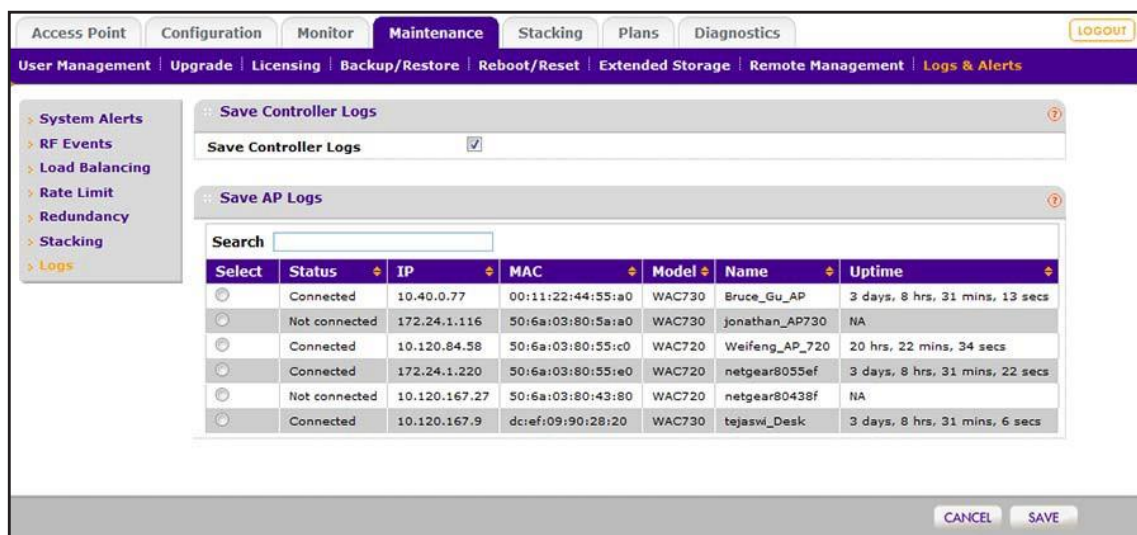 Access Point Configuration Monitor Maintenance Stacking Plans Diagnostics LOGOUT
User Management Upgrade Licensing Backup/Restore Reboot/Reset Extended Storage Remote Management Logs & Alerts
System Alerts
RF Events
Load Balancing
Rate Limit
Redundancy
Stacking
Logs
Save Controller Logs ?
Save Controller Logs
Save AP Logs ?
Search
Select Status IP MAC Model Name Uptime
Connected 10.40.0.77 00:11:22:44:55:a0 WAC730 Bruce_Gu_AP 3 days, 8 hrs, 31 mins, 13 secs
Not connected 172.24.1.116 50:6a:03:80:5a:a0 WAC730 jonathan_AP730 NA
Connected 10.120.84.58 50:6a:03:80:55:c0 WAC720 Weifeng_AP_720 20 hrs, 22 mins, 34 secs
Connected 172.24.1.220 50:6a:03:80:55:e0 WAC720 netgear8055ef 3 days, 8 hrs, 31 mins, 22 secs
Not connected 10.120.167.27 50:6a:03:80:43:80 WAC720 netgear80438f NA
Connected 10.120.167.9 dc:ef:09:90:28:20 WAC730 tejaswi_Desk 3 days, 8 hrs, 31 mins, 6 secs
CANCEL SAVE